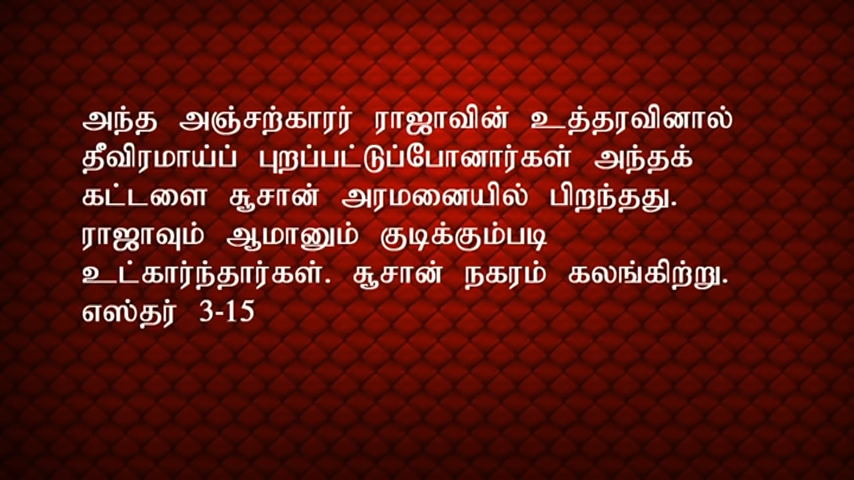 அந்த அஞ்சற்காரர் ராஜாவின் உத்தரவினால்
தீவிரமாய்ப் புறப்பட்டுப்போனார்கள் அந்தக்
கட்டளை சூசான் அரமனையில் பிறந்தது.
ராஜாவும் ஆமானும் குடிக்கும்படி
உட்கார்ந்தார்கள். சூசான் நகரம் கலங்கிற்று.
எஸ்தர் 3-15